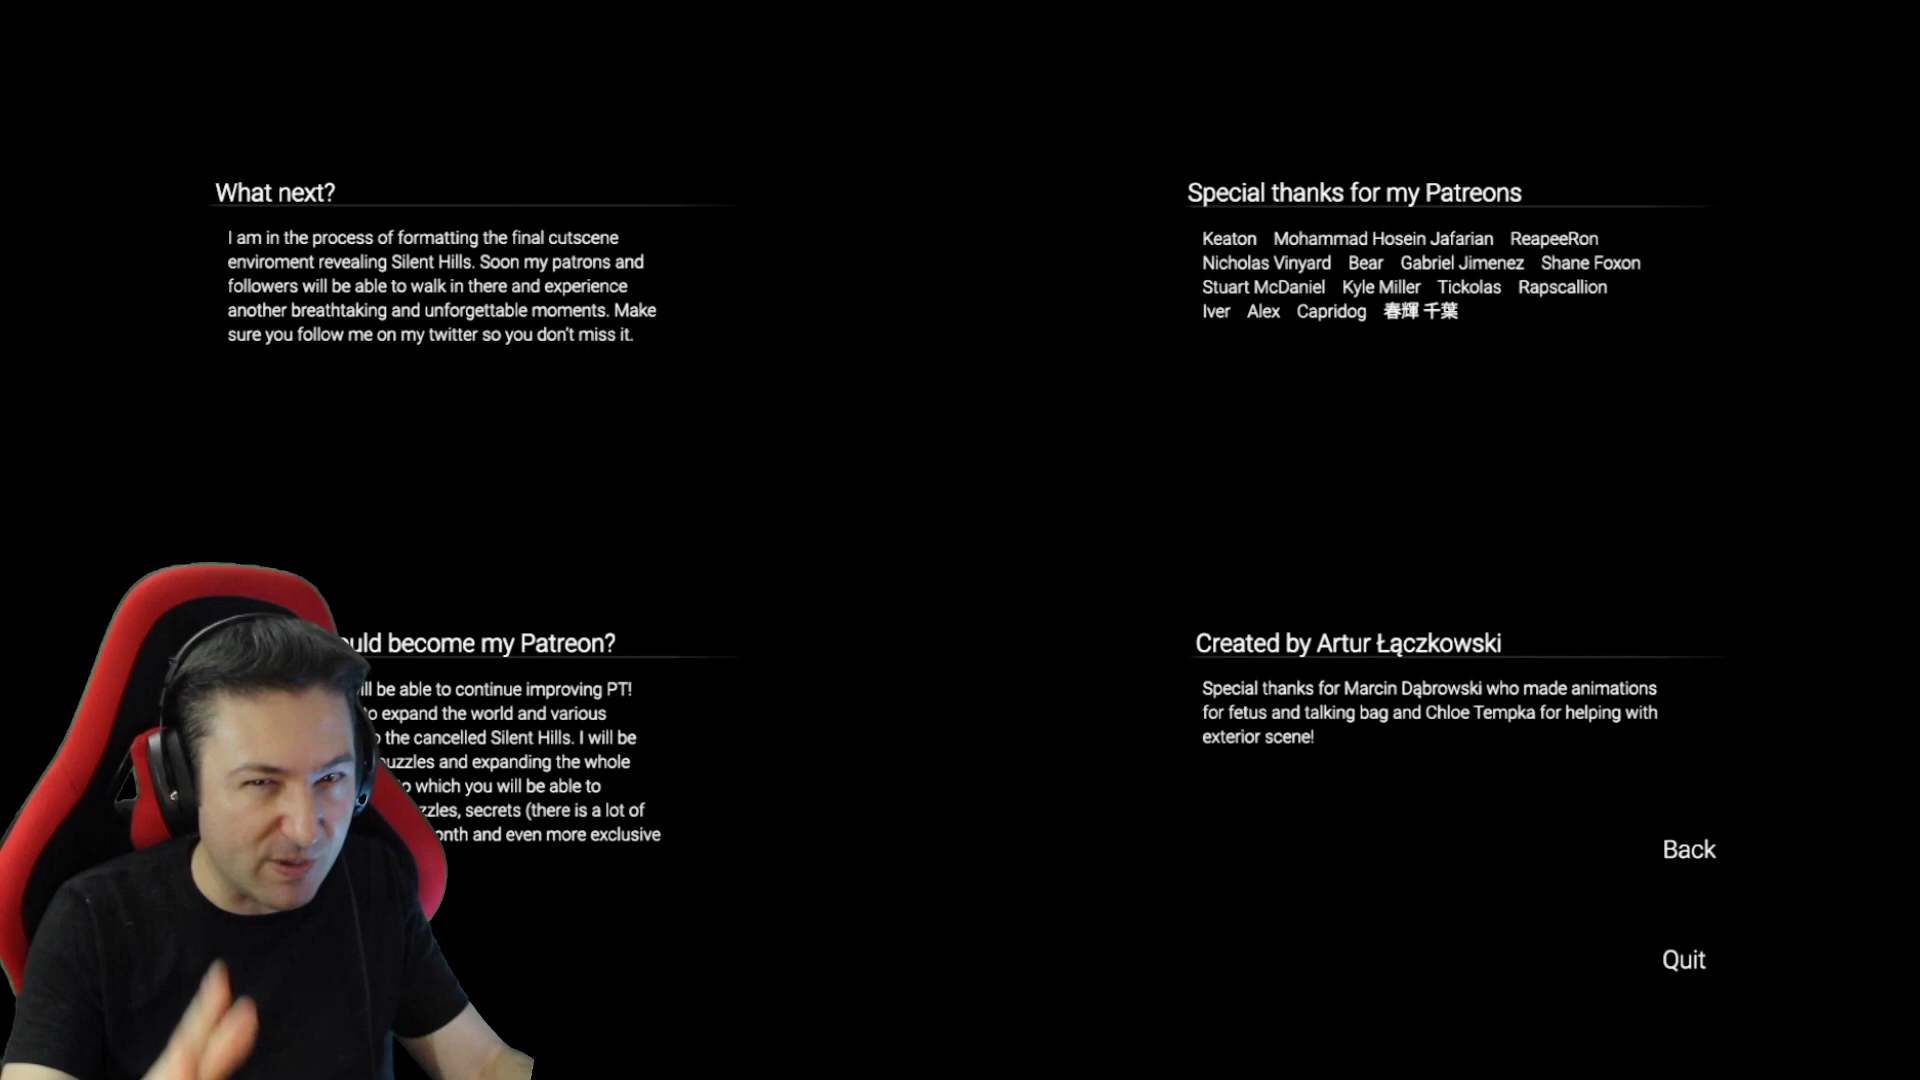 What next?
I am in the process of formatting the final cutscene
enviroment revealing Silent Hills. Soon my patrons and
followers will be able to walk in there and experience
another breathtaking and unforgettable moments. Make
sure you follow me on my twitter so you don't miss it.
Special thanks for my Patreons
Keaton Mohammad Hosein Jafarian ReapeeRon
Nicholas Vinyard Bear Gabriel Jimenez Shane Foxon
Stuart McDaniel Kyle Miller Tickolas Rapscallion
Iver Alex Capridog 春輝 千葉
become my Patreon?
be able to continue improving PT!
to expand the world and various
the cancelled Silent Hills. I will be
and expanding the whole
which you will be able to
secrets (there is a lot of
and even more exclusive
Created by Artur Łączkowski
Special thanks for Marcin Dąbrowski who made animations
for fetus and talking bag and Chloe Tempka for helping with
exterior scene!
Back
Quit